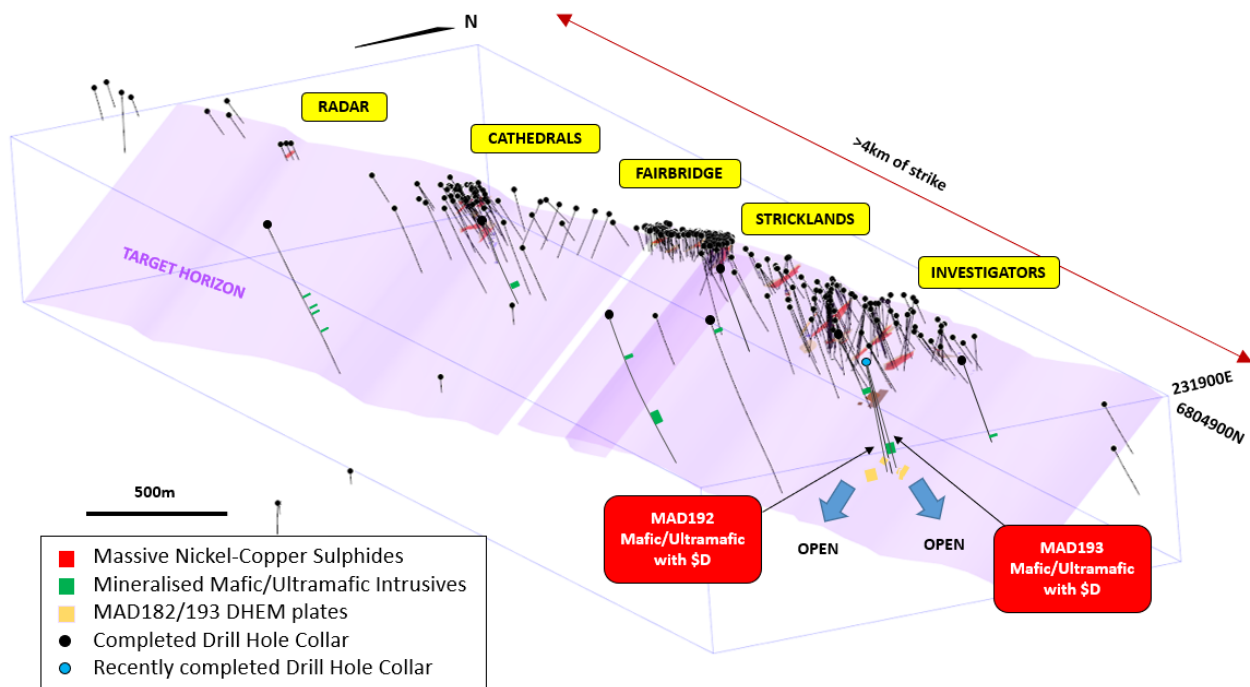 N
RADAR
CATHEDRALS
FAIRBRIDGE
STRICKLANDS
INVESTIGATORS
>4km of strike
TARGET HORIZON
231900E
6804900N
500m
MAD192
Mafic/Ultramafic
with $D
OPEN
OPEN
MAD193
Mafic/Ultramafic
with $D
Massive Nickel-Copper Sulphides
Mineralised Mafic/Ultramafic Intrusives
MAD182/193 DHEM plates
Completed Drill Hole Collar
Recently completed Drill Hole Collar